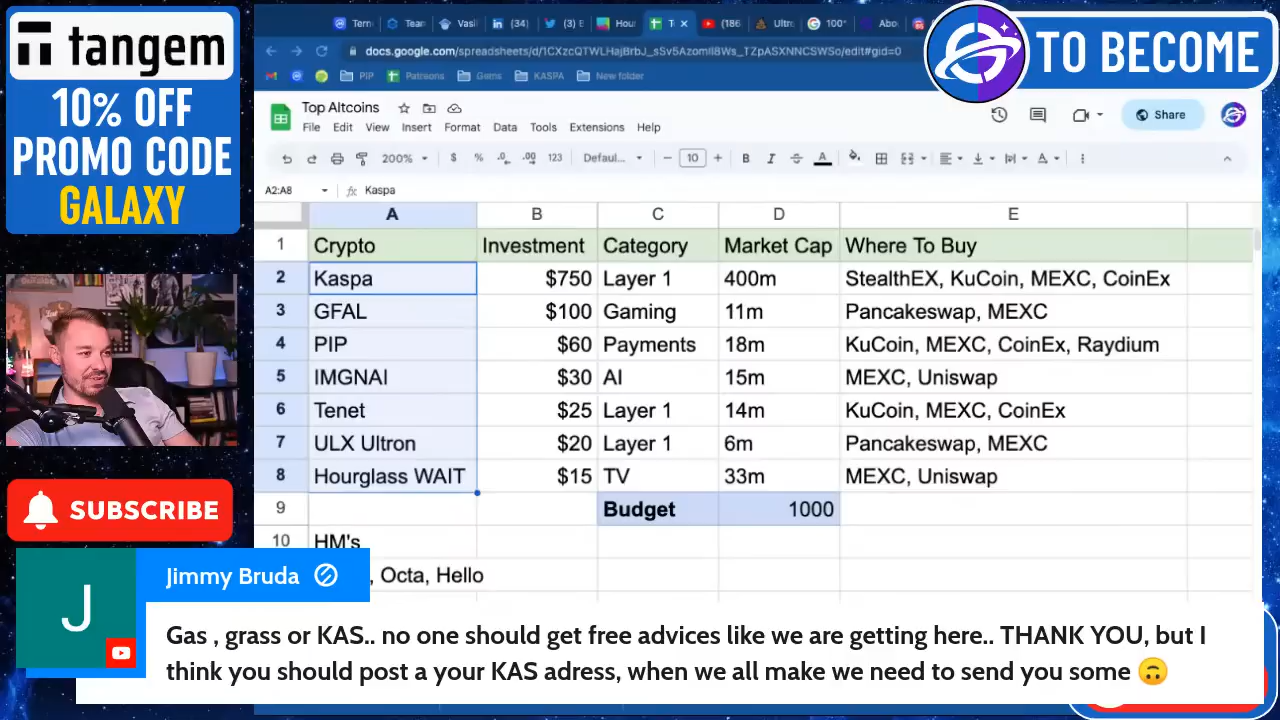 tangem
10% OFF
PROMO CODE
GALAXY
SUBSCRIBE
TO BECOME
docs.google.com/spreadsheets/d/1CXzcQTWLHajBrbJ_sSv5AzomII8Ws_TZpASXNNCSWSo/edit#gid=0
PIP Patreons Gems KASPA New folder
Top Altcoins
File Edit View Insert Format Data Tools Extensions Help
Share
200% $ % .0 .00 123 Defaul... 10 B I A
A2:A8 fx Kaspa
A B C D E
1 Crypto Investment Category Market Cap Where To Buy
2 Kaspa $750 Layer 1 400m StealthEX, KuCoin, MEXC, CoinEx
3 GFAL $100 Gaming 11m Pancakeswap, MEXC
4 PIP $60 Payments 18m KuCoin, MEXC, CoinEx, Raydium
5 IMGNAI $30 AI 15m MEXC, Uniswap
6 Tenet $25 Layer 1 14m KuCoin, MEXC, CoinEx
7 ULX Ultron $20 Layer 1 6m Pancakeswap, MEXC
8 Hourglass WAIT $15 TV 33m MEXC, Uniswap
9 Budget 1000
10 HM's
, Octa, Hello
J
Jimmy Bruda
Gas , grass or KAS.. no one should get free advices like we are getting here.. THANK YOU, but I
think you should post a your KAS adress, when we all make we need to send you some 🙃